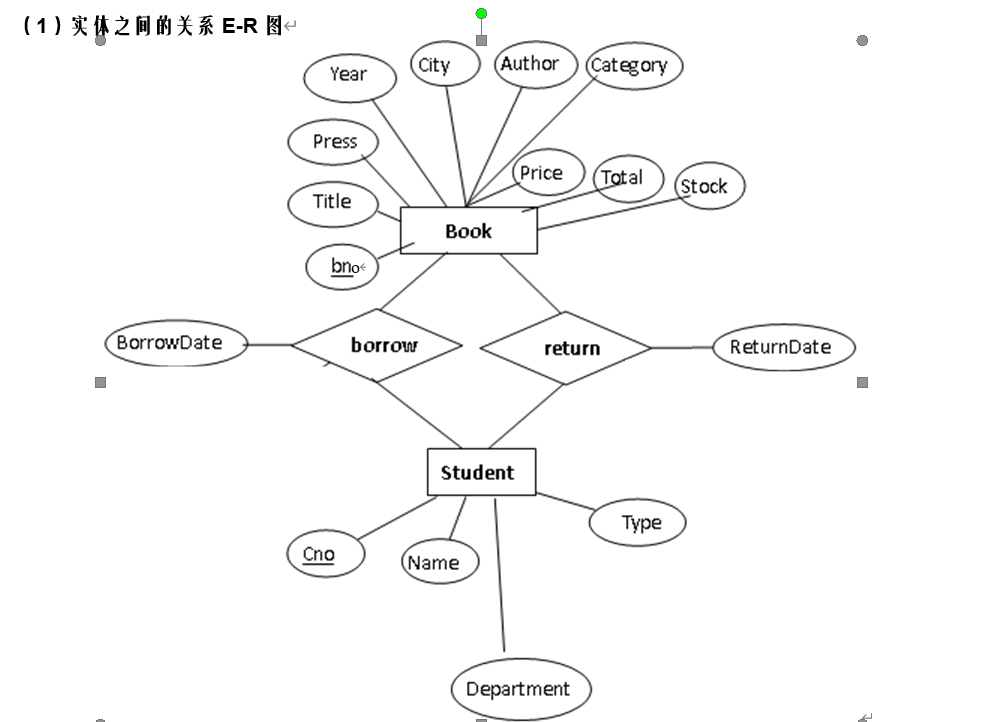 （1）实体之间的关系 E-R 图
Year
City
Author
Category
Press
Price
Total
Stock
Title
Book
bno
BorrowDate
borrow
return
ReturnDate
Student
Type
Cno
Name
Department